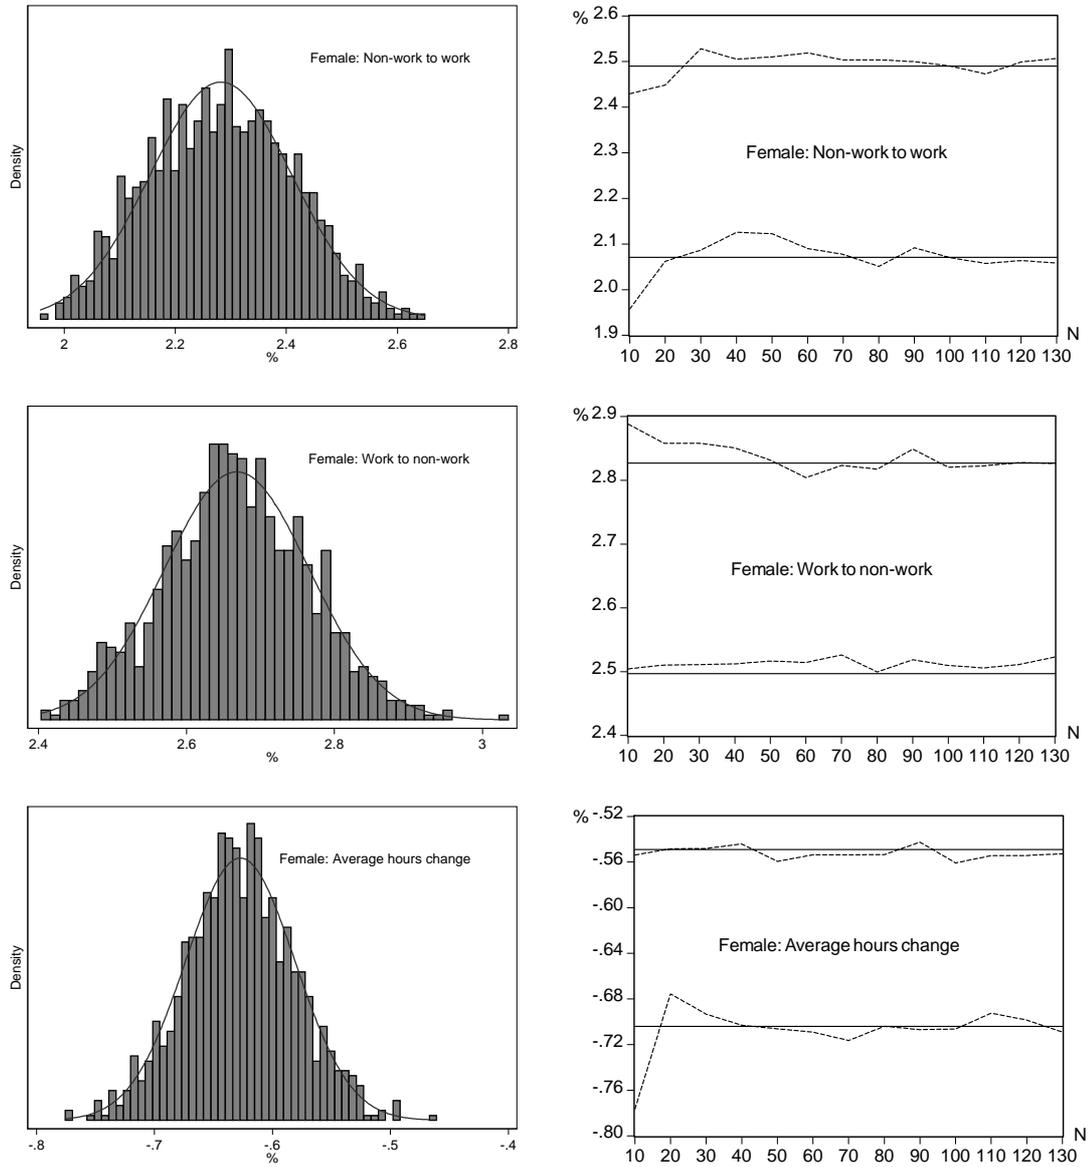 Female: Non-work to work
Density
2 2.2 2.4 2.6 2.8
%
% 2.6
2.5
2.4
2.3
2.2
2.1
2.0
1.9
Female: Non-work to work
10 20 30 40 50 60 70 80 90 100 110 120 130
N
Female: Work to non-work
Density
2.4 2.6 2.8 3
%
% 2.9
2.8
2.7
2.6
2.5
2.4
Female: Work to non-work
10 20 30 40 50 60 70 80 90 100 110 120 130
N
Female: Average hours change
Density
-.8 -.7 -.6 -.5 -.4
%
% -.52
-.56
-.60
-.64
-.68
-.72
-.76
-.80
Female: Average hours change
10 20 30 40 50 60 70 80 90 100 110 120 130
N